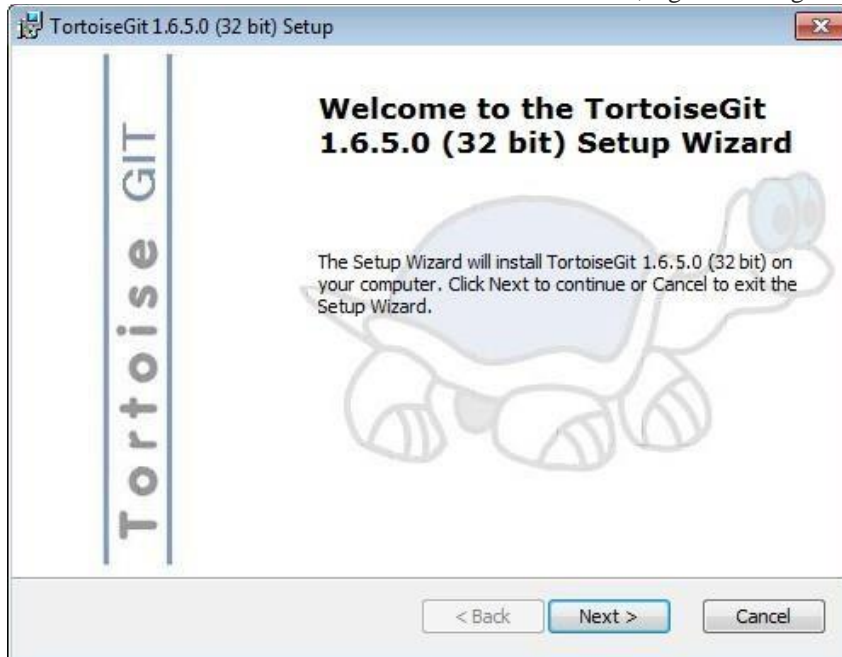 TortoiseGit 1.6.5.0 (32 bit) Setup
Tortoise GIT
Welcome to the TortoiseGit
1.6.5.0 (32 bit) Setup Wizard
The Setup Wizard will install TortoiseGit 1.6.5.0 (32 bit) on
your computer. Click Next to continue or Cancel to exit the
Setup Wizard.
< Back
Next >
Cancel